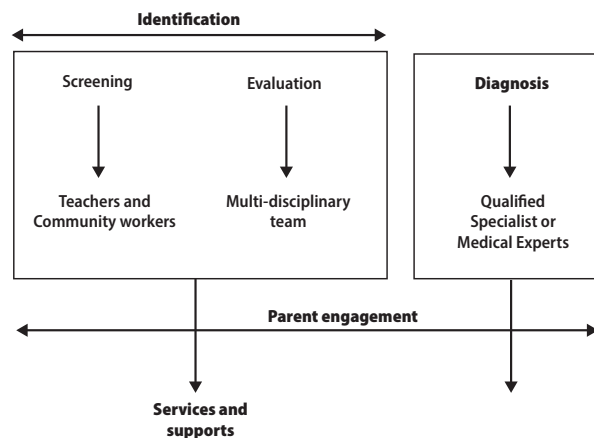 Identification
Screening
Evaluation
Diagnosis
Teachers and
Community workers
Multi-disciplinary
team
Qualified
Specialist or
Medical Experts
Parent engagement
Services and
supports